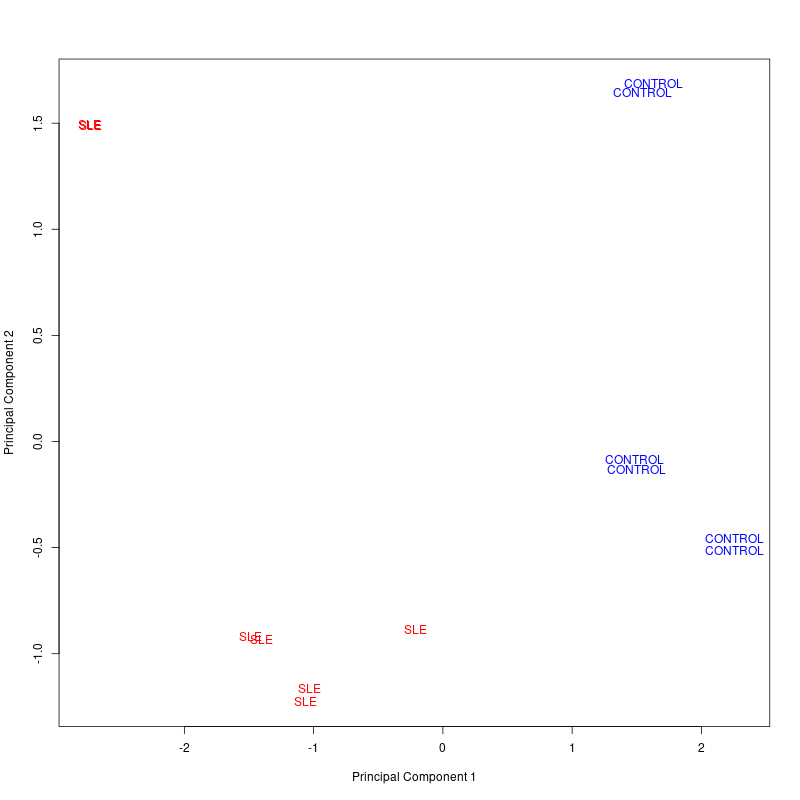 CONTROL
CONTROL
SLE
SLE
1.5
1.0
0.5
Principal Component 2
0.0
CONTROL
CONTROL
-0.5
CONTROL
CONTROL
SLE
SLE
SLE
-1.0
SLE
SLE
-2 -1 0 1 2
Principal Component 1